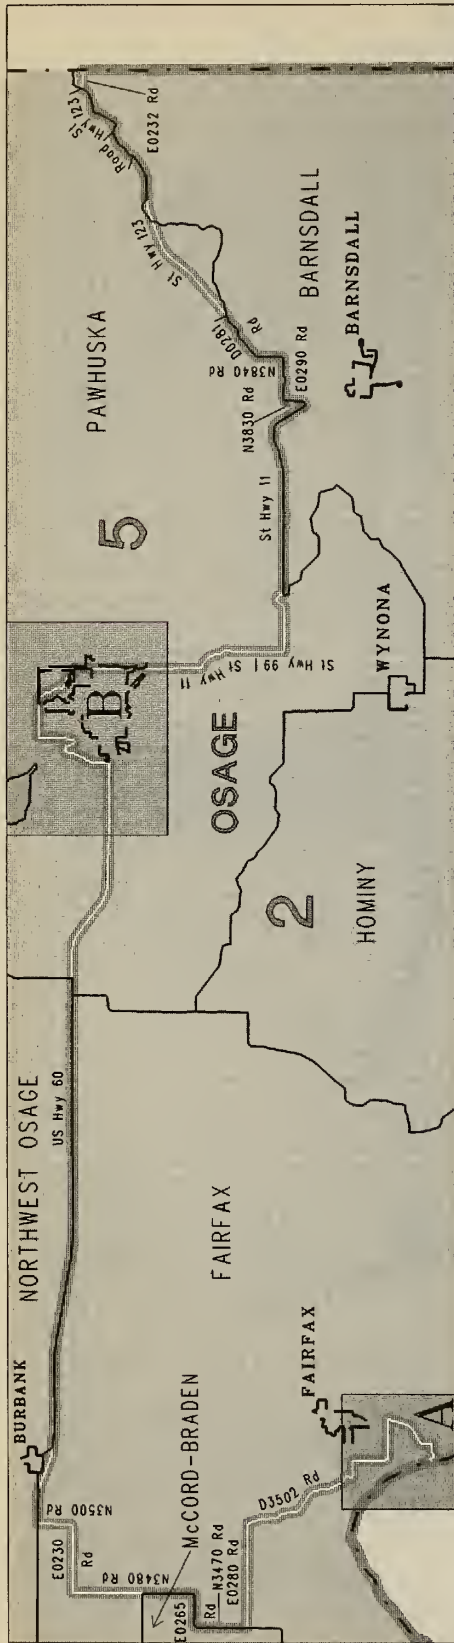 BURBANK
NORTHWEST OSAGE
US Hwy 60
N3500 Rd
E0230
Rd
N3480 Rd
McCORD-BRADEN
E0265
Rd
N3470 Rd
E0280 Rd
D3502 Rd
FAIRFAX
FAIRFAX
A
B
5
PAWHUSKA
OSAGE
2
HOMINY
St Hwy 99
St Hwy 11
WYNONA
St Hwy 11
N3830 Rd
E0290 Rd
N3840 Rd
D0281
Rd
St Hwy 123
Road
St Hwy 123
E0232 Rd
BARNSDALL
BARNSDALL